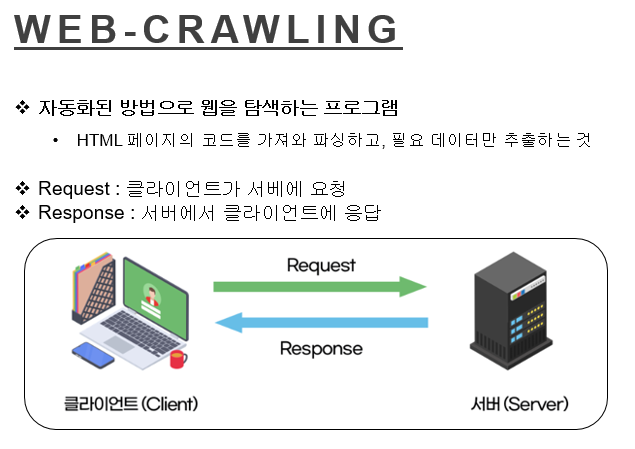 WEB-CRAWLING
❖ 자동화된 방법으로 웹을 탐색하는 프로그램
• HTML 페이지의 코드를 가져와 파싱하고, 필요 데이터만 추출하는 것
❖ Request : 클라이언트가 서베에 요청
❖ Response : 서버에서 클라이언트에 응답
Request
Response
클라이언트(Client)
서버(Server)